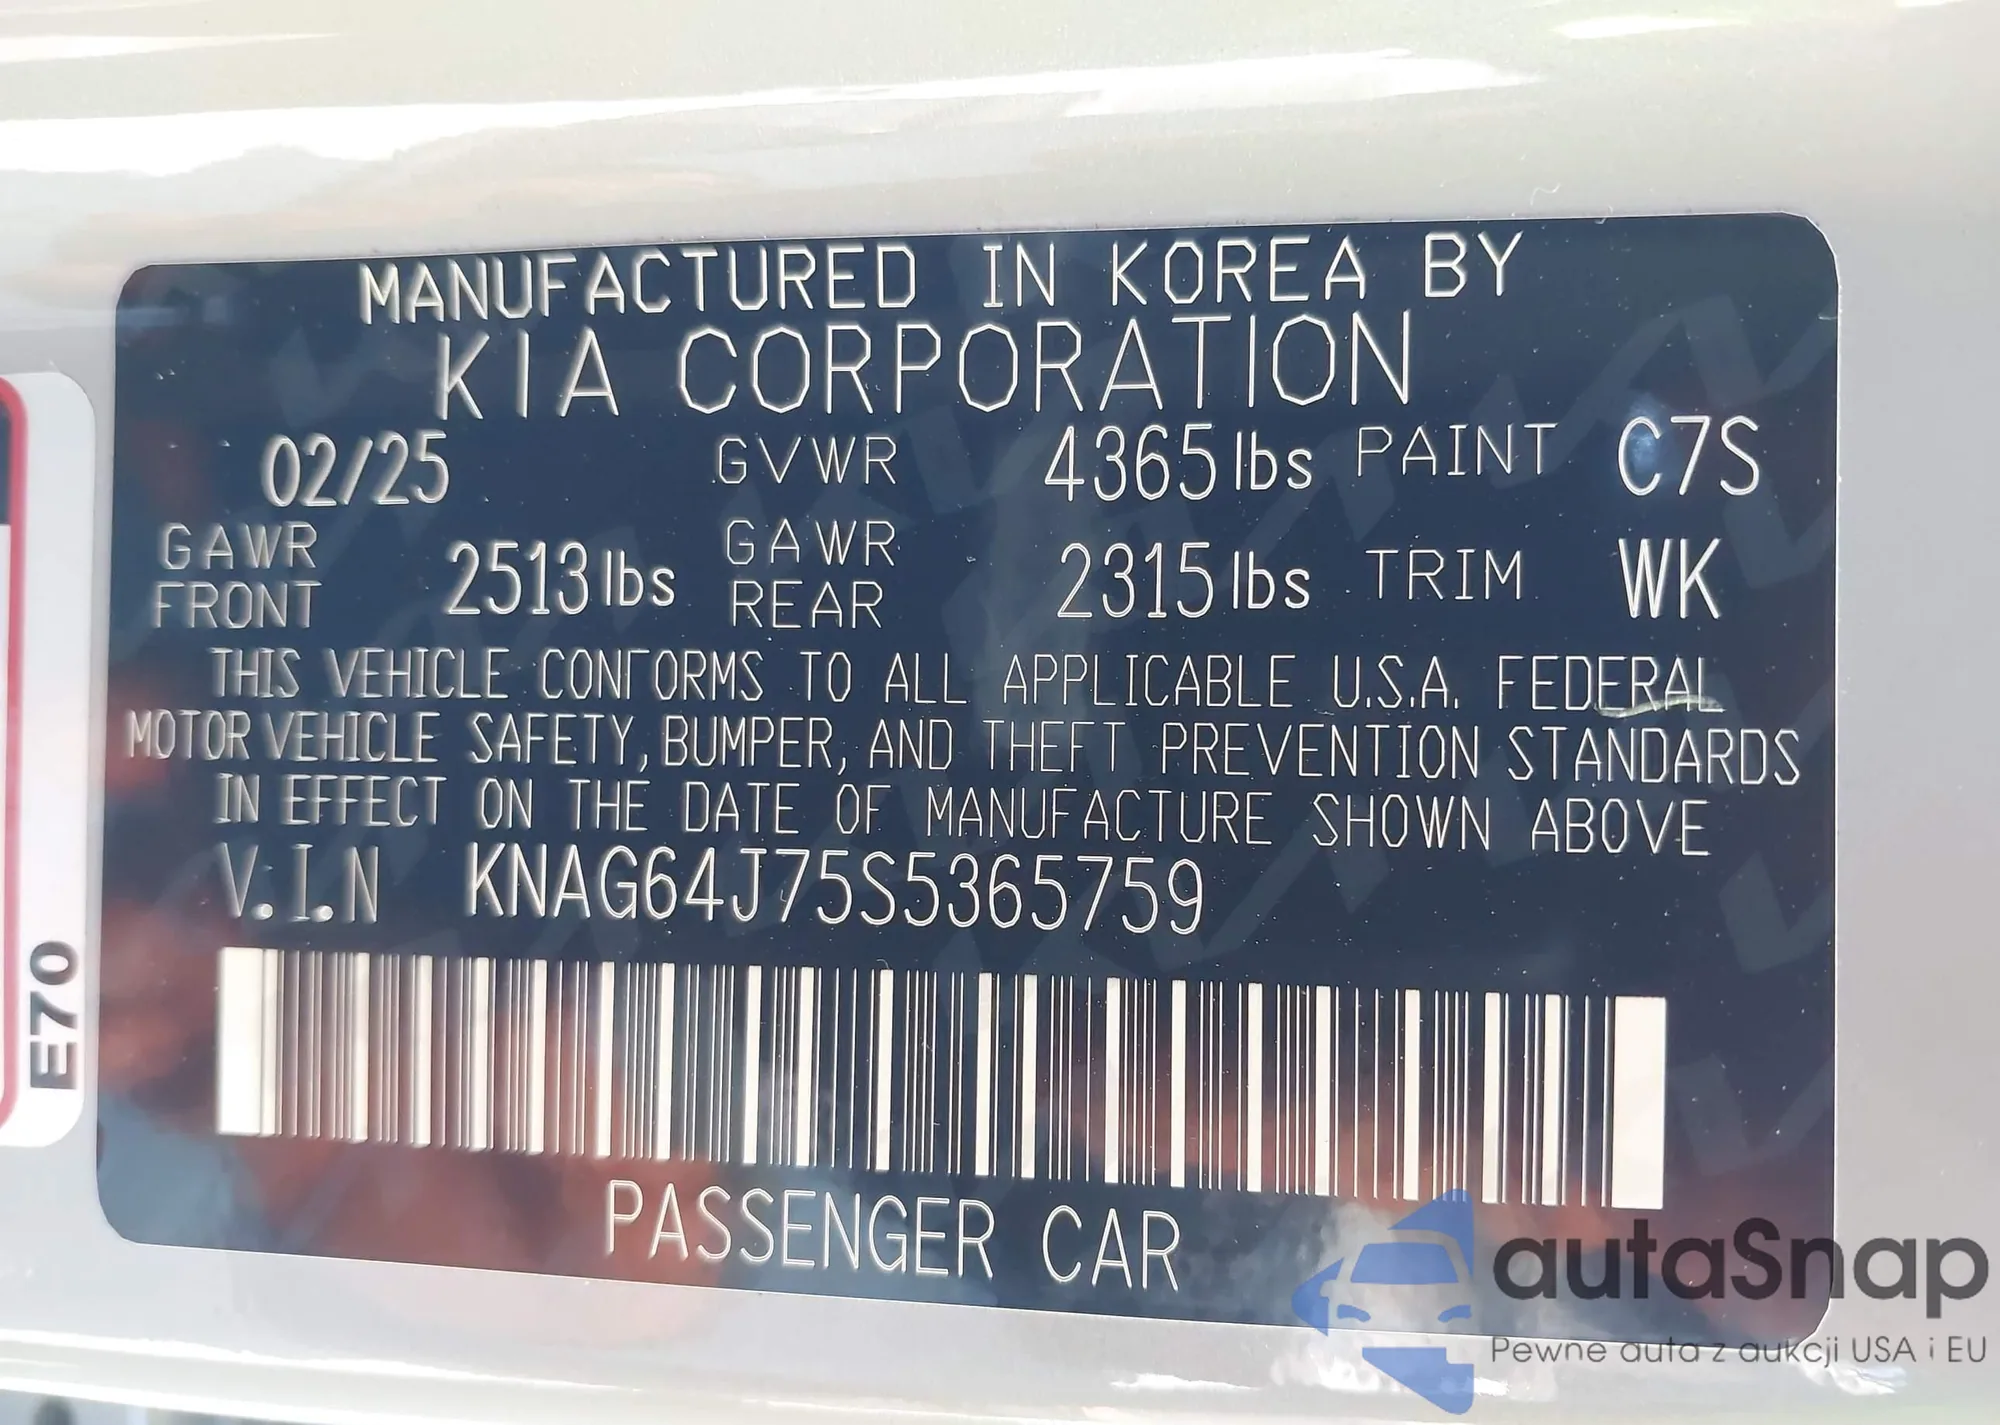 MANUFACTURED IN KOREA BY
KIA CORPORATION
02/25 GVWR 4365 lbs PAINT C7S
GAWR FRONT 2513 lbs GAWR REAR 2315 lbs TRIM WK
THIS VEHICLE CONFORMS TO ALL APPLICABLE U.S.A. FEDERAL
MOTOR VEHICLE SAFETY, BUMPER, AND THEFT PREVENTION STANDARDS
IN EFFECT ON THE DATE OF MANUFACTURE SHOWN ABOVE
V.I.N KNAG64J75S5365759
PASSENGER CAR
E70
autaSnap
Pewne auta z aukcji USA i EU